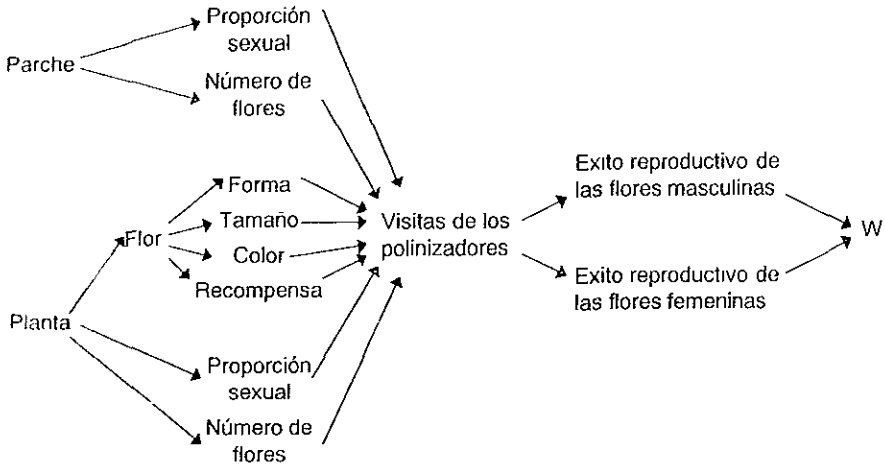 Proporción
sexual
Parche
Número de
flores
Forma
Tamaño
Flor
Color
Recompensa
Planta
Proporción
sexual
Número de
flores
Visitas de los
polinizadores
Exito reproductivo de
las flores masculinas
Exito reproductivo de
las flores femeninas
W